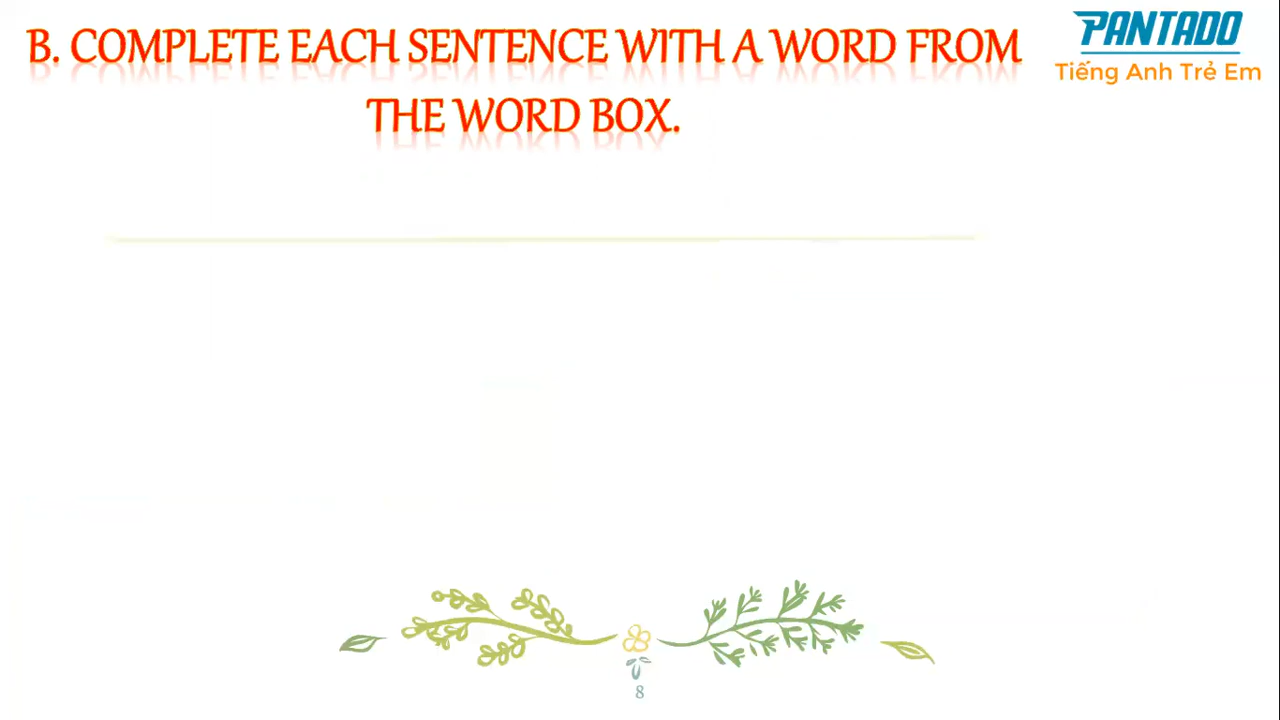 B. COMPLETE EACH SENTENCE WITH A WORD FROM
THE WORD BOX.
PANTADO
Tiếng Anh Trẻ Em
8